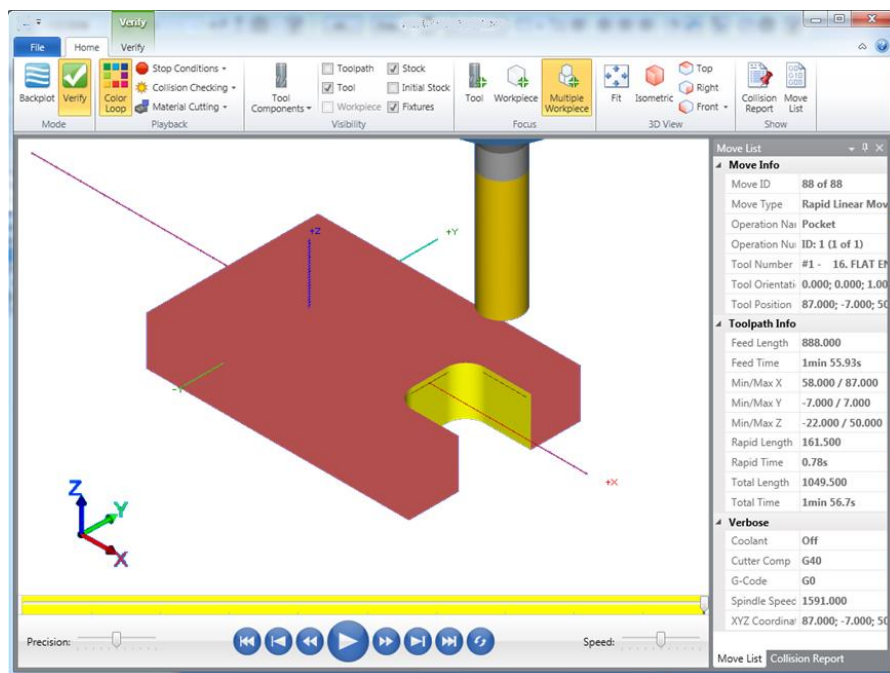 Verify
File Home Verify
Backplot Verify
Color Loop
Stop Conditions
Collision Checking
Material Cutting
Tool Components
Toolpath Stock
Tool Initial Stock
Workpiece Fixtures
Tool Workpiece Multiple Workpiece
Fit Isometric
Top
Right
Front
Collision Report Move List
Mode Playback Visibility Focus 3D View Show
Move List
Move Info
Move ID 88 of 88
Move Type Rapid Linear Mov
Operation Nai Pocket
Operation Nu ID: 1 (1 of 1)
Tool Number #1 - 16. FLAT EN
Tool Orientati 0.000; 0.000; 1.00
Tool Position 87.000; -7.000; 50
Toolpath Info
Feed Length 888.000
Feed Time 1min 55.93s
Min/Max X 58.000 / 87.000
Min/Max Y -7.000 / 7.000
Min/Max Z -22.000 / 50.000
Rapid Length 161.500
Rapid Time 0.78s
Total Length 1049.500
Total Time 1min 56.7s
Verbose
Coolant Off
Cutter Comp G40
G-Code G0
Spindle Speec 1591.000
XYZ Coordinat 87.000; -7.000; 50
Move List Collision Report
+Z
+Y
-Y
+X
Z
Y
X
Precision: Speed: